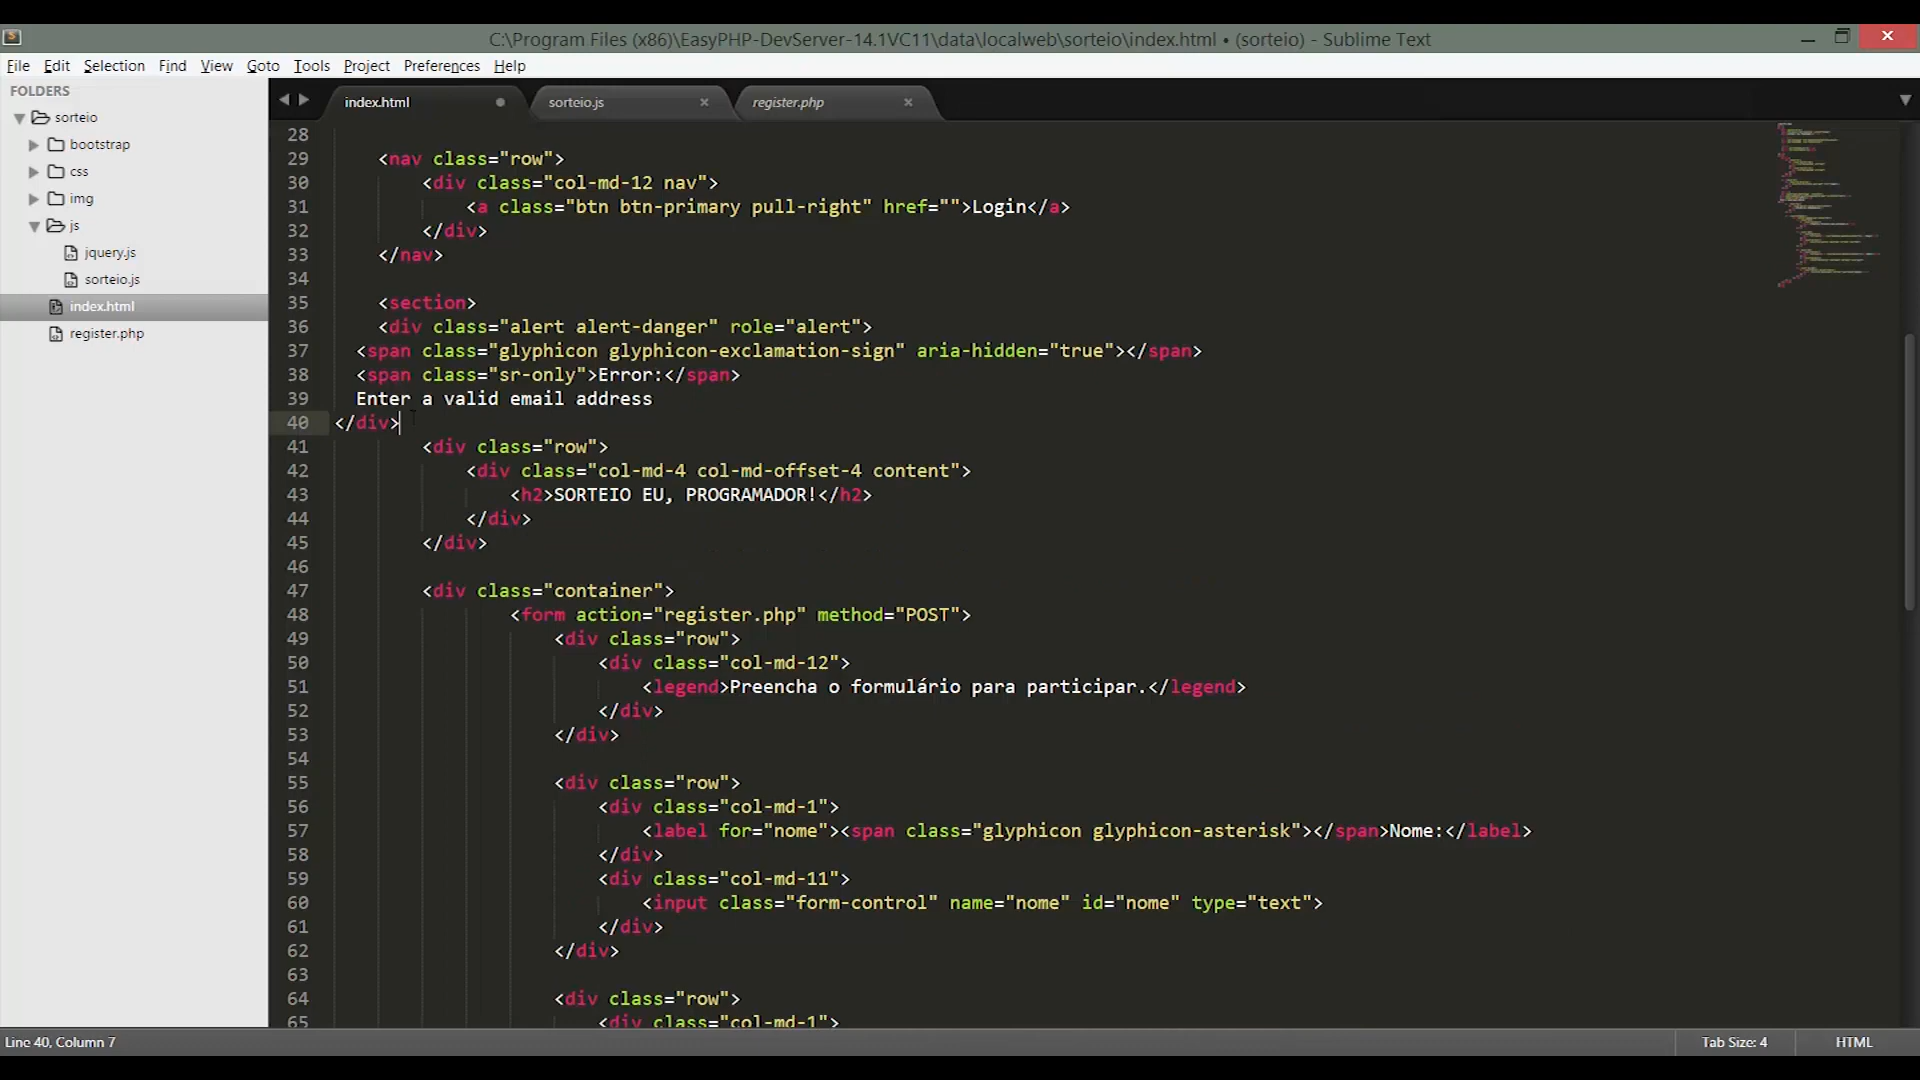 C:\Program Files (x86)\EasyPHP-DevServer-14.1VC11\data\localweb\sorteio\index.html • (sorteio) - Sublime Text
File Edit Selection Find View Goto Tools Project Preferences Help
FOLDERS
sorteio
bootstrap
css
img
js
jquery.js
sorteio.js
index.html
register.php
index.html sorteio.js register.php
28
29 <nav class="row">
30 <div class="col-md-12 nav">
31 <a class="btn btn-primary pull-right" href="">Login</a>
32 </div>
33 </nav>
34
35 <section>
36 <div class="alert alert-danger" role="alert">
37 <span class="glyphicon glyphicon-exclamation-sign" aria-hidden="true"></span>
38 <span class="sr-only">Error:</span>
39 Enter a valid email address
40 </div>
41 <div class="row">
42 <div class="col-md-4 col-md-offset-4 content">
43 <h2>SORTEIO EU, PROGRAMADOR!</h2>
44 </div>
45 </div>
46
47 <div class="container">
48 <form action="register.php" method="POST">
49 <div class="row">
50 <div class="col-md-12">
51 <legend>Preencha o formulário para participar.</legend>
52 </div>
53 </div>
54
55 <div class="row">
56 <div class="col-md-1">
57 <label for="nome"><span class="glyphicon glyphicon-asterisk"></span>Nome:</label>
58 </div>
59 <div class="col-md-11">
60 <input class="form-control" name="nome" id="nome" type="text">
61 </div>
62 </div>
63
64 <div class="row">
65 <div class="col-md-1">
Line 40, Column 7 Tab Size: 4 HTML